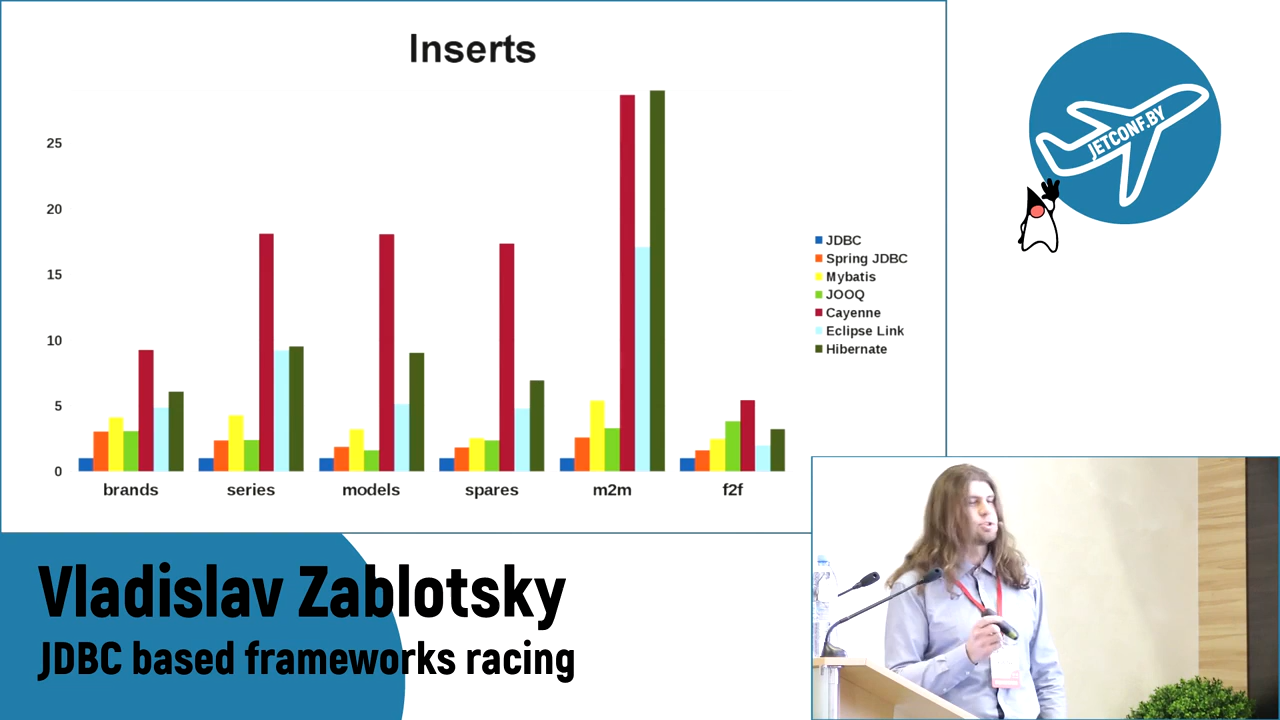 Inserts
25
20
15
10
5
0
brands series models spares m2m f2f
JDBC
Spring JDBC
Mybatis
JOOQ
Cayenne
Eclipse Link
Hibernate
JETCONF.BY
Vladislav Zablotsky
JDBC based frameworks racing